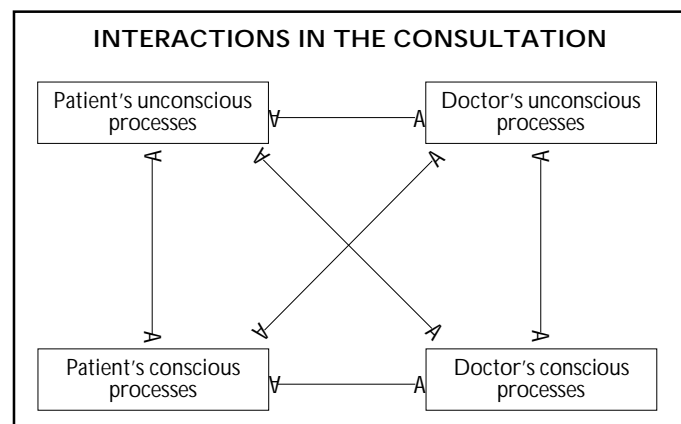 INTERACTIONS IN THE CONSULTATION
Patient's unconscious
processes
Doctor's unconscious
processes
A A
A A A A
A A A A
Patient's conscious
processes
Doctor's conscious
processes
A A